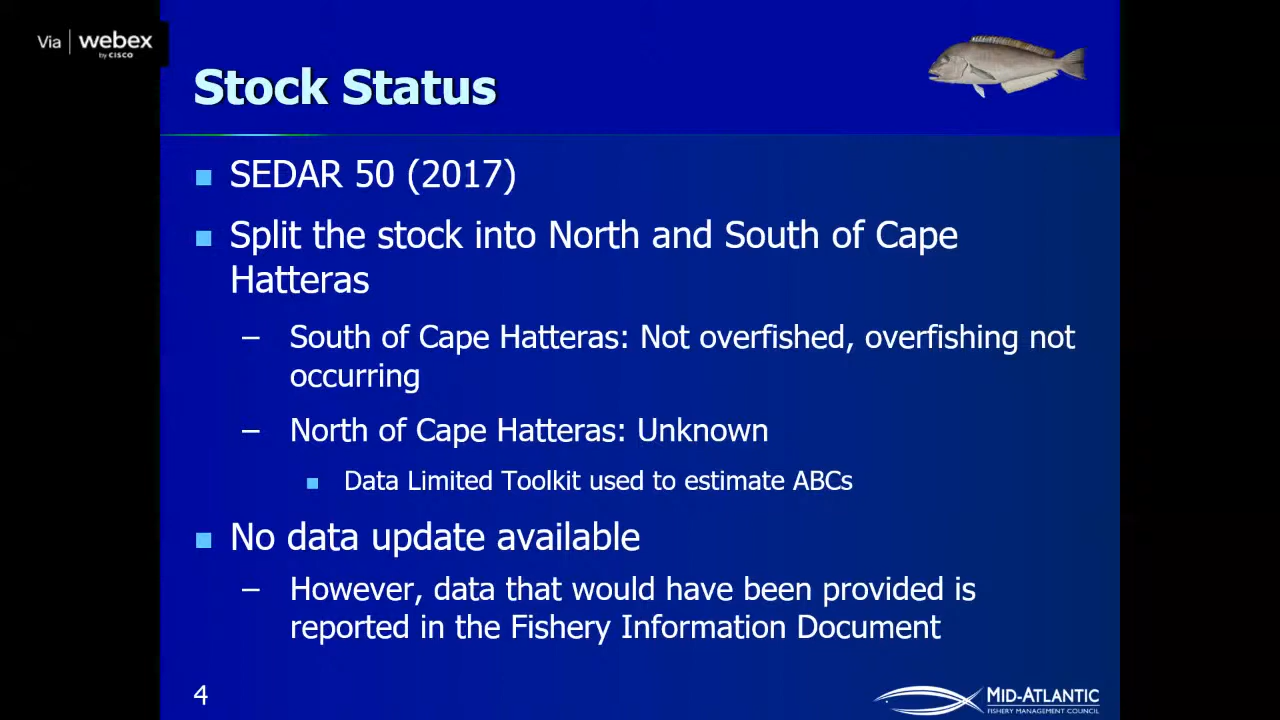 Via webex
by CISCO
Stock Status
SEDAR 50 (2017)
Split the stock into North and South of Cape
Hatteras
– South of Cape Hatteras: Not overfished, overfishing not
occurring
– North of Cape Hatteras: Unknown
Data Limited Toolkit used to estimate ABCs
No data update available
– However, data that would have been provided is
reported in the Fishery Information Document
4
MID-ATLANTIC
FISHERY MANAGEMENT COUNCIL